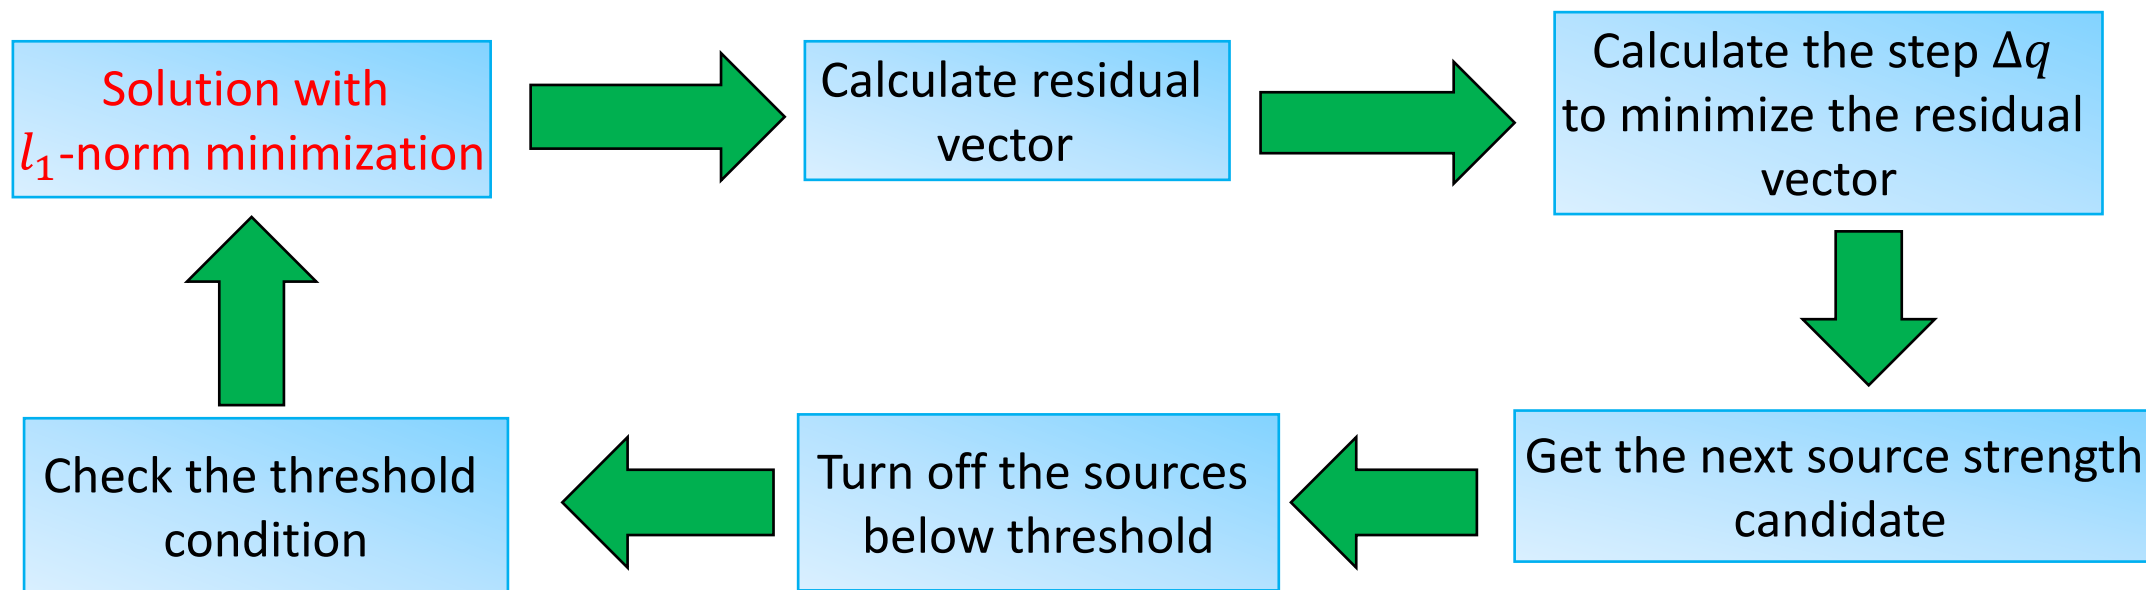 Solution with
l₁-norm minimization
Calculate residual
vector
Calculate the step Δq
to minimize the residual
vector
Get the next source strength
candidate
Turn off the sources
below threshold
Check the threshold
condition